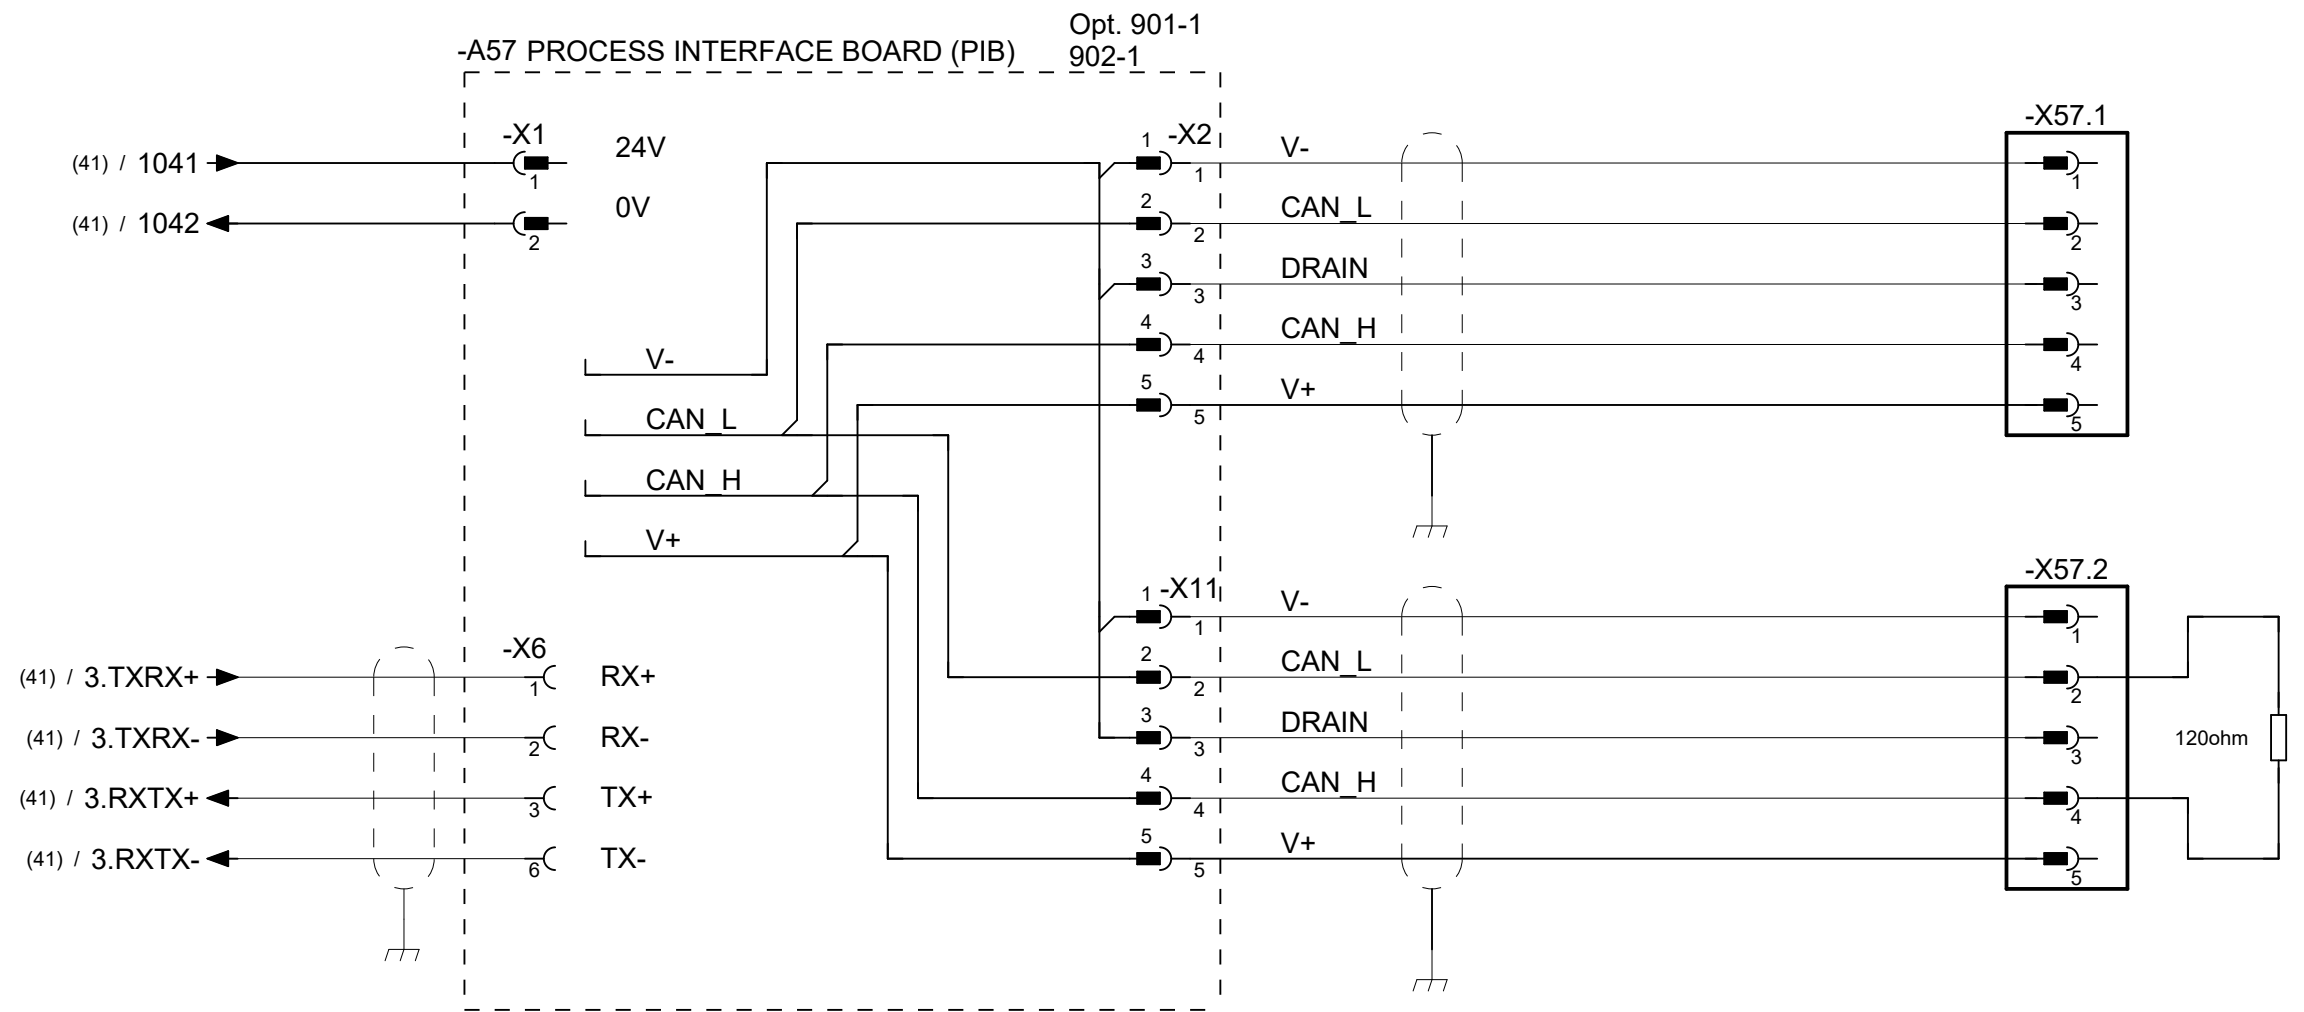 Opt. 901-1
-A57 PROCESS INTERFACE BOARD (PIB) 902-1
-X57.1
-X1 24V 1 -X2 V-
(41) / 1041 1 1 1
0V 2 CAN_L
(41) / 1042 2 2 2
3 DRAIN
3 3
V- 4 CAN_H
4 4
CAN_L 5 V+
5 5
CAN_H
V+
-X57.2
1 -X11 V-
1 1
-X6 2 CAN_L
(41) / 3.TXRX+ 1 RX+ 2 2
3 DRAIN
(41) / 3.TXRX- 2 RX- 3 3 120ohm
4 CAN_H
(41) / 3.RXTX+ 3 TX+ 4 4
5 V+
(41) / 3.RXTX- 6 TX- 5 5